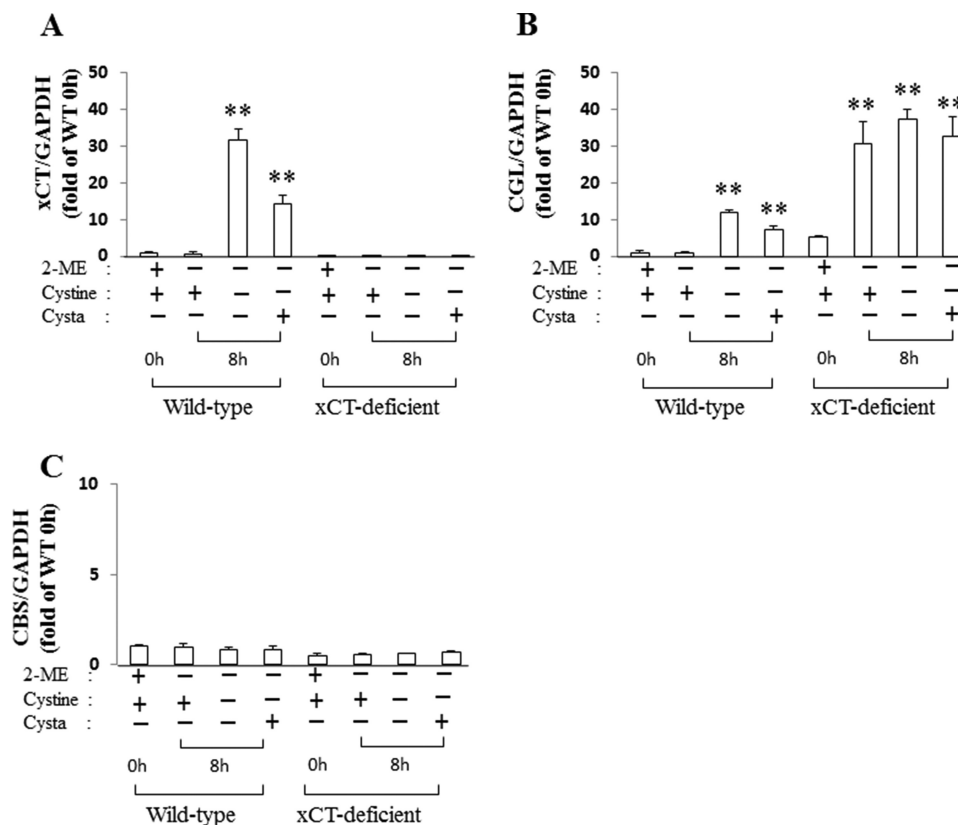 A
xCT/GAPDH
(fold of WT 0h)
50
40
30
20
10
0
**
**
2-ME : + − − − + − − −
Cystine : + + − − + + − −
Cysta : − − − + − − − +
0h 8h 0h 8h
Wild-type xCT-deficient
B
CGL/GAPDH
(fold of WT 0h)
50
40
30
20
10
0
**
**
**
**
**
2-ME : + − − − + − − −
Cystine : + + − − + + − −
Cysta : − − − + − − − +
0h 8h 0h 8h
Wild-type xCT-deficient
C
CBS/GAPDH
(fold of WT 0h)
10
5
0
2-ME : + − − − + − − −
Cystine : + + − − + + − −
Cysta : − − − + − − − +
0h 8h 0h 8h
Wild-type xCT-deficient